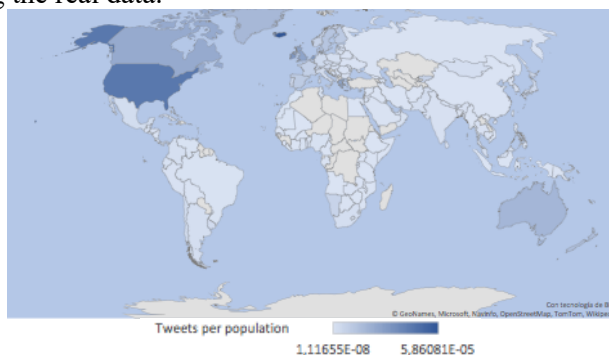 g the real data.
Con tecnología de B
© GeoNames, Microsoft, Navinfo, OpenStreetMap, TomTom, Wikipe
Tweets per population
1,11655E-08 5,86081E-05